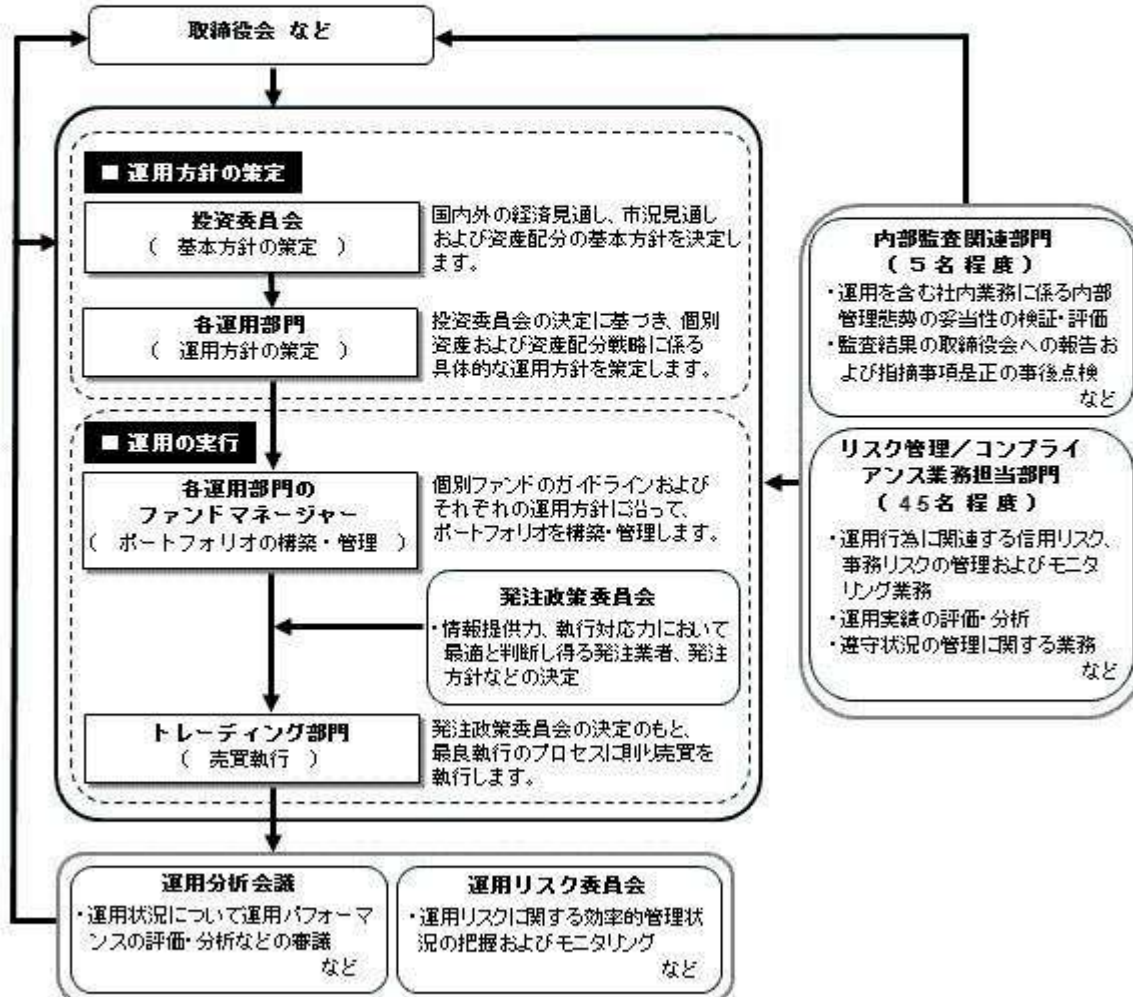 取締役会 など
■ 運用方針の策定
投資委員会
( 基本方針の策定 )
国内外の経済見通し、市況見通し
および資産配分の基本方針を決定し
ます。
各運用部門
( 運用方針の策定 )
投資委員会の決定に基づき、個別
資産および資産配分戦略に係る
具体的な運用方針を策定します。
■ 運用の実行
各運用部門の
ファンドマネージャー
( ポートフォリオの構築・管理 )
個別ファンドのガイドラインおよび
それぞれの運用方針に沿って、
ポートフォリオを構築・管理します。
発注政策委員会
・情報提供力、執行対応力において
最適と判断し得る発注業者、発注
方針などの決定
トレーディング部門
( 売買執行 )
発注政策委員会の決定のもと、
最良執行のプロセスに則り売買を
執行します。
内部監査関連部門
(5名程度)
・運用を含む社内業務に係る内部
管理態勢の妥当性の検証・評価
・監査結果の取締役会への報告お
よび指摘事項是正の事後点検
など
リスク管理/コンプライ
アンス業務担当部門
(45名程度)
・運用行為に関連する信用リスク、
事務リスクの管理およびモニタ
リング業務
・運用実績の評価・分析
・遵守状況の管理に関する業務
など
運用分析会議
・運用状況について運用パフォーマ
ンスの評価・分析などの審議
など
運用リスク委員会
・運用リスクに関する効率的管理状
況の把握およびモニタリング
など